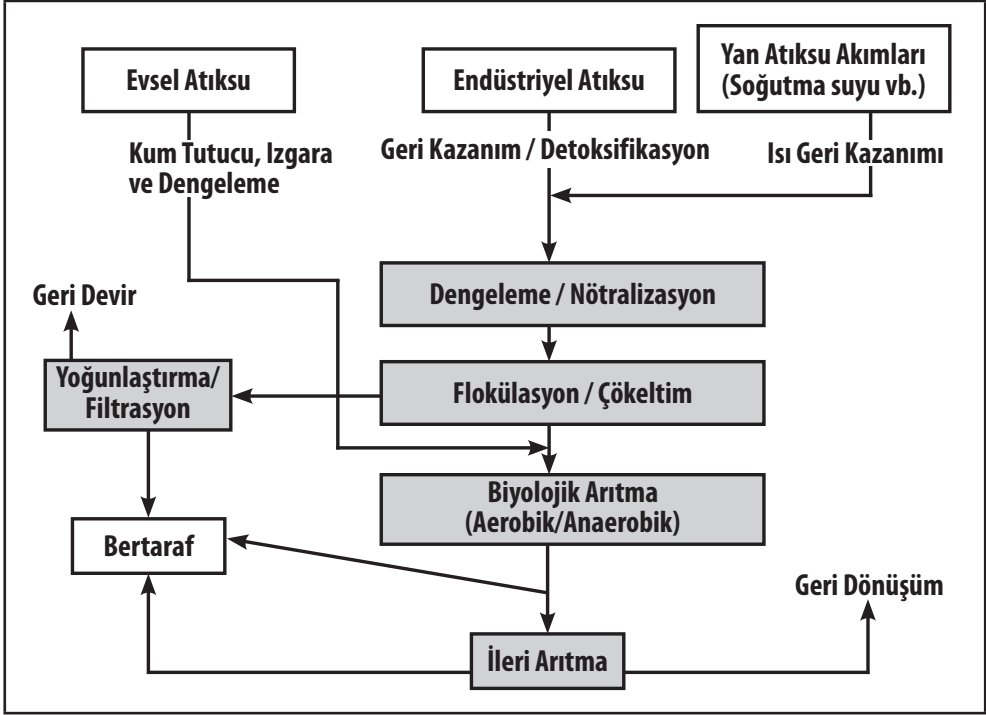 Evsel Atıksu
Endüstriyel Atıksu
Yan Atıksu Akımları
(Soğutma suyu vb.)
Kum Tutucu, Izgara
ve Dengeleme
Geri Kazanım / Detoksifikasyon
Isı Geri Kazanımı
Dengeleme / Nötralizasyon
Geri Devir
Yoğunlaştırma/
Filtrasyon
Flokülasyon / Çökeltim
Biyolojik Arıtma
(Aerobik/Anaerobik)
Bertaraf
Geri Dönüşüm
İleri Arıtma